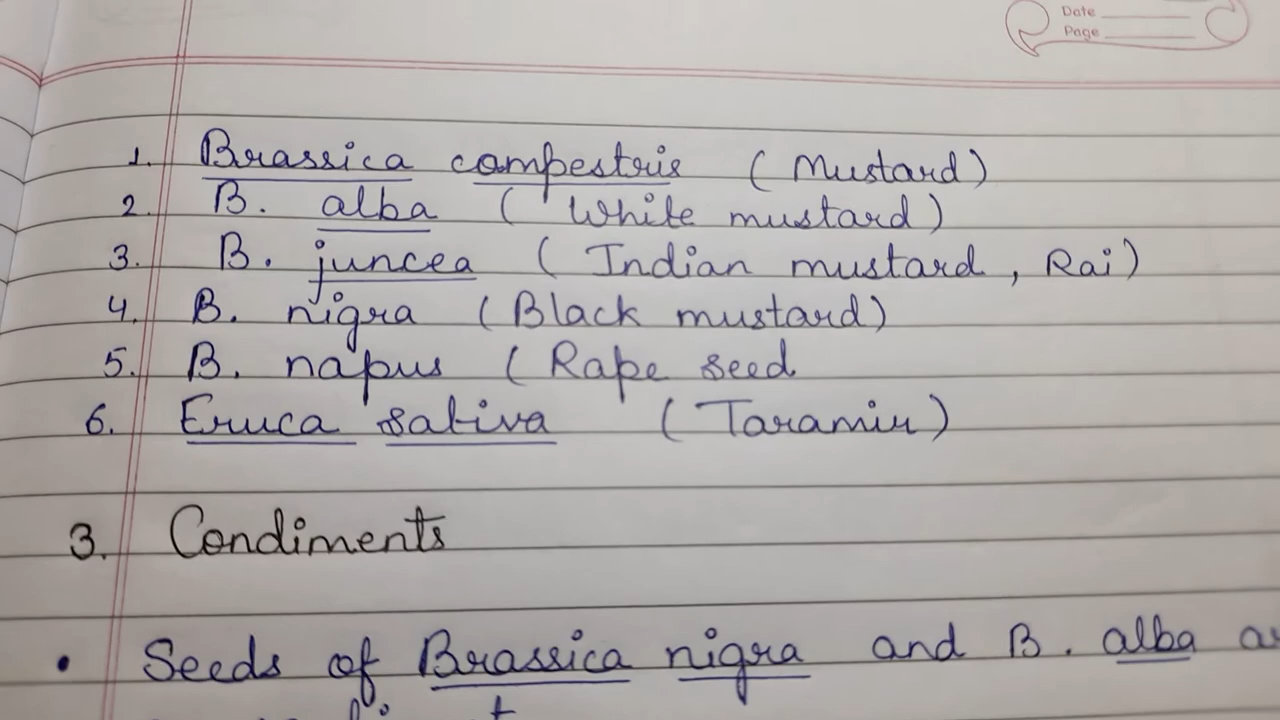 Date
Page
1. Brassica campestris (Mustard)
2. B. alba (White mustard)
3. B. juncea (Indian mustard, Rai)
4. B. nigra (Black mustard)
5. B. napus (Rape seed
6. Eruca sativa (Taramiu)
3. Condiments
• Seeds of Brassica nigra and B. alba